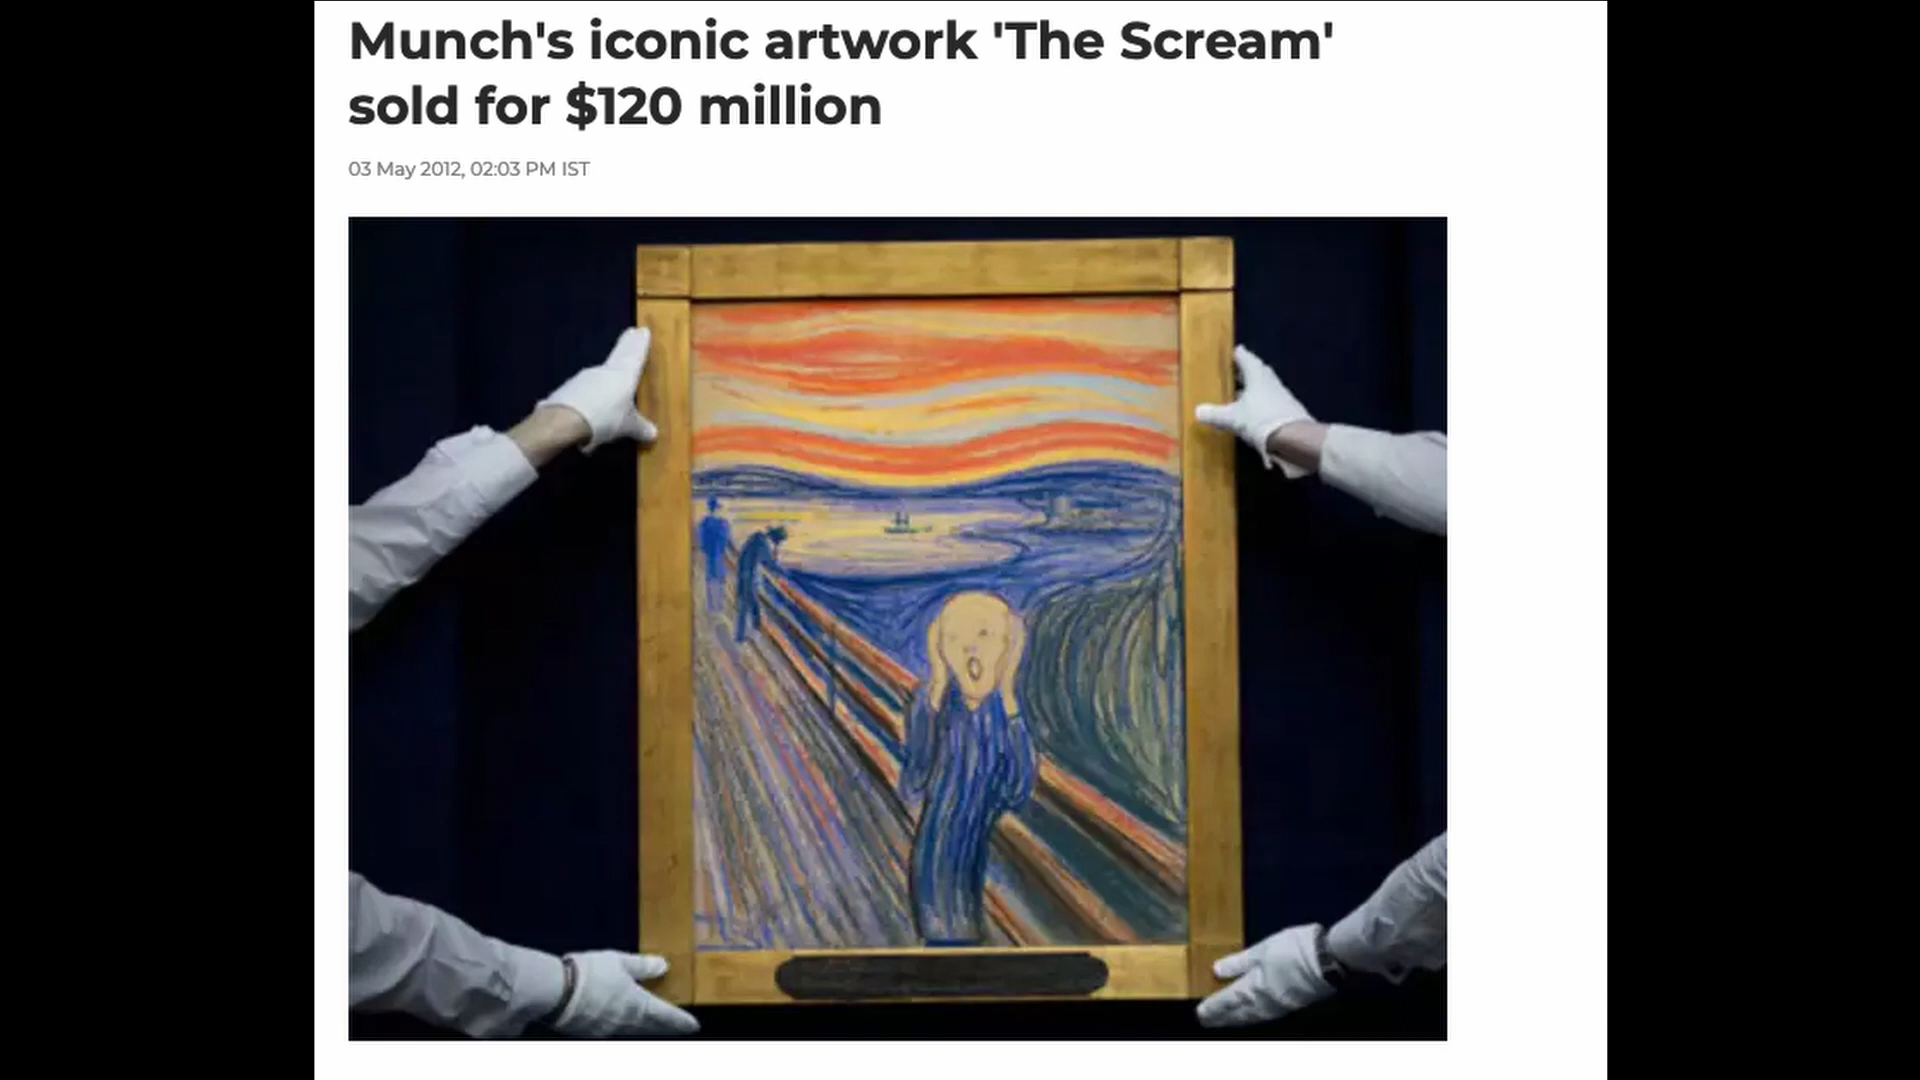 Munch's iconic artwork 'The Scream'
sold for $120 million
03 May 2012, 02:03 PM IST